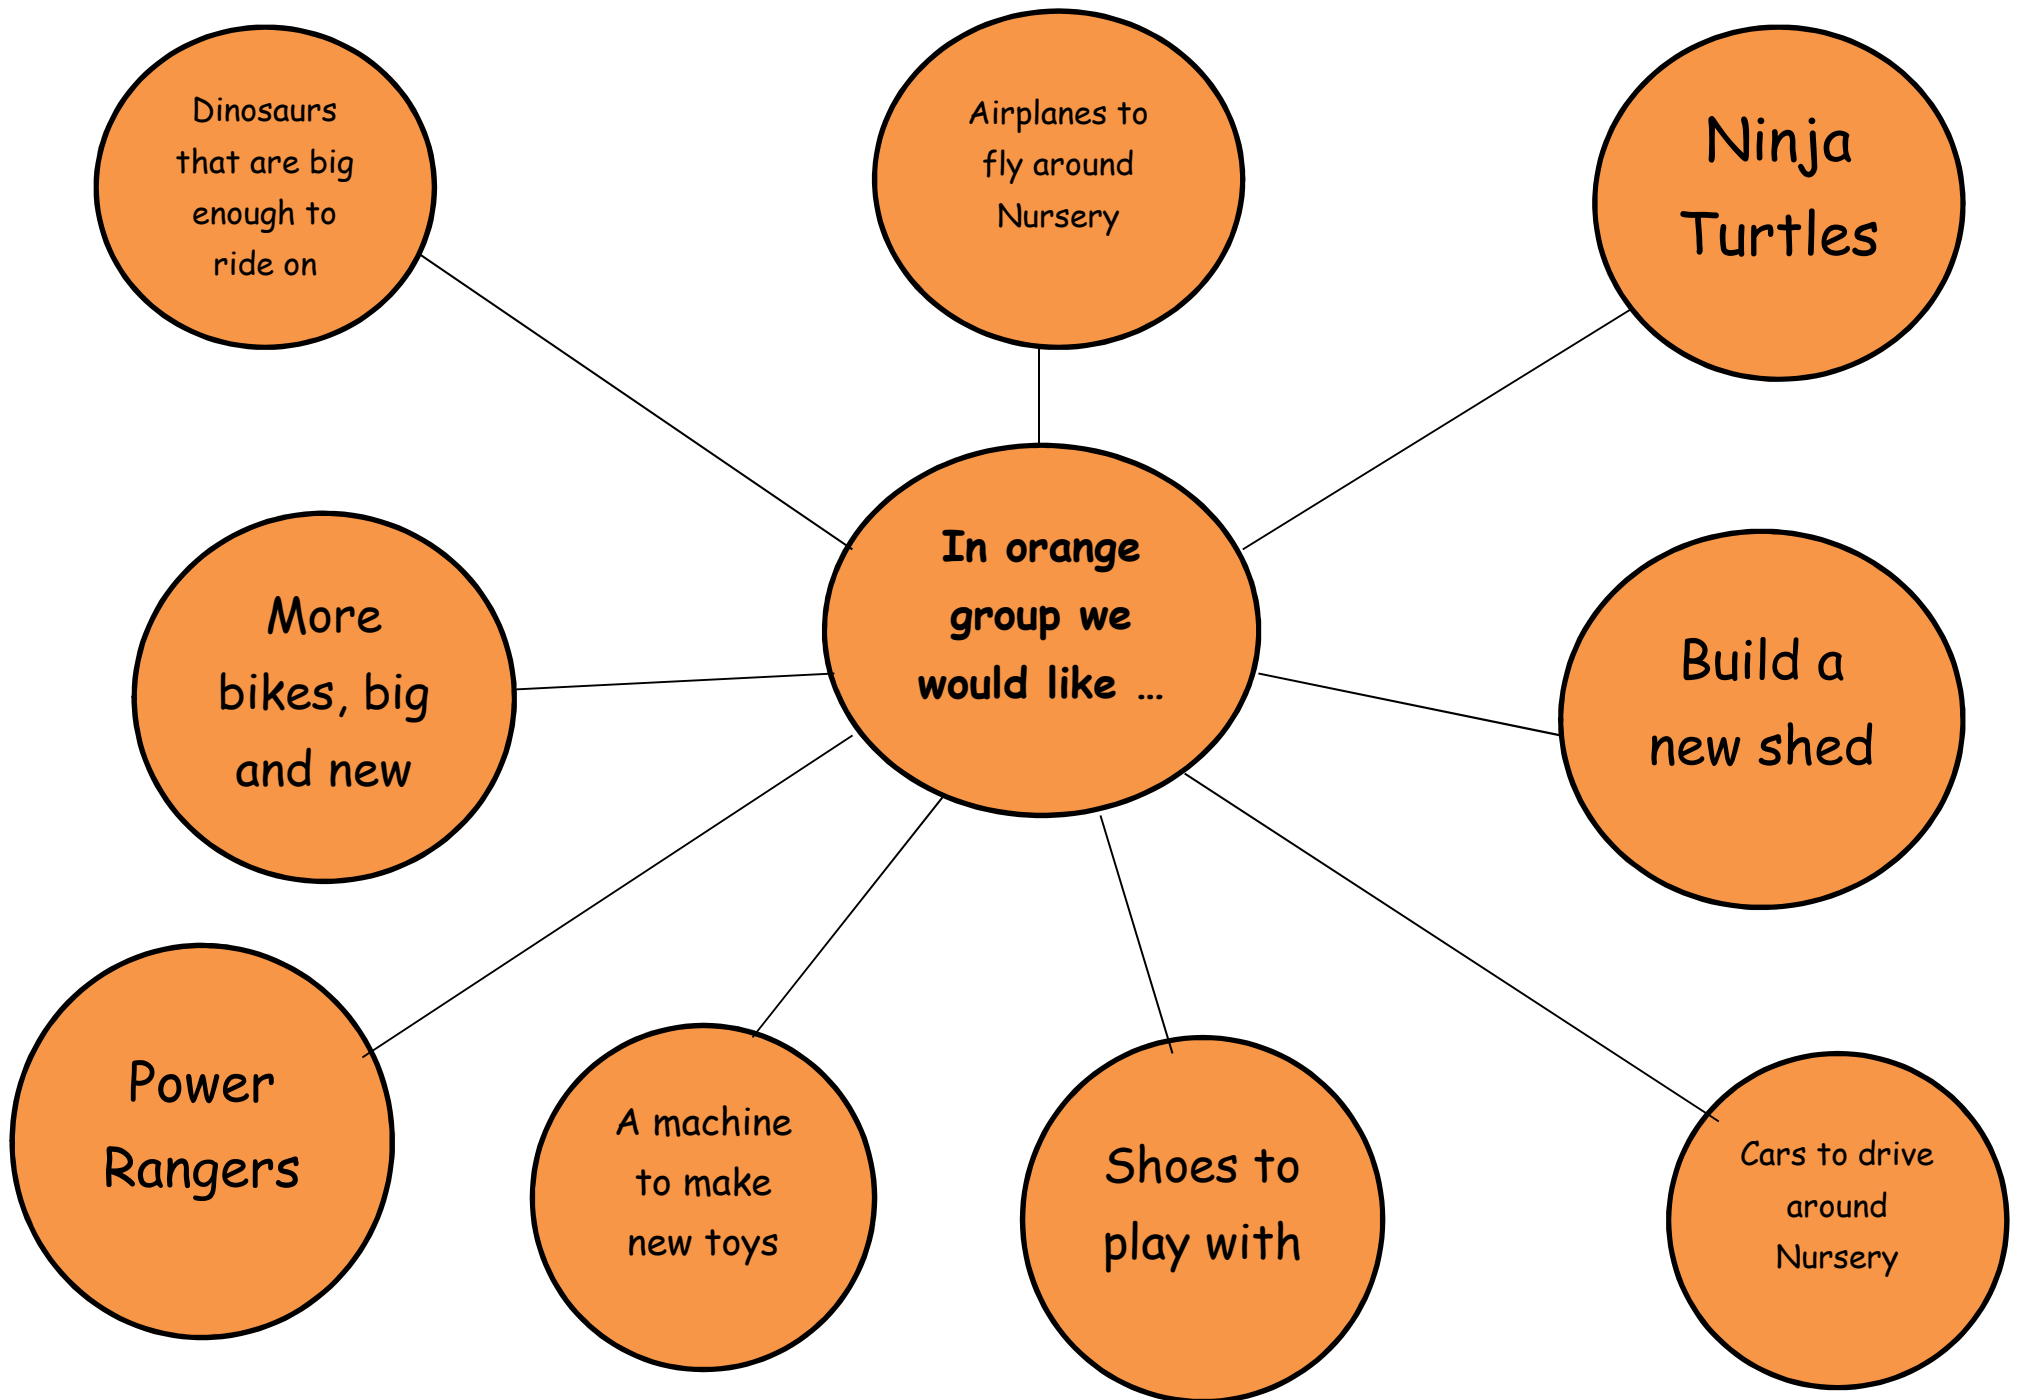 Dinosaurs
that are big
enough to
ride on
Airplanes to
fly around
Nursery
Ninja
Turtles
In orange
group we
would like ...
More
bikes, big
and new
Build a
new shed
Power
Rangers
A machine
to make
new toys
Shoes to
play with
Cars to drive
around
Nursery